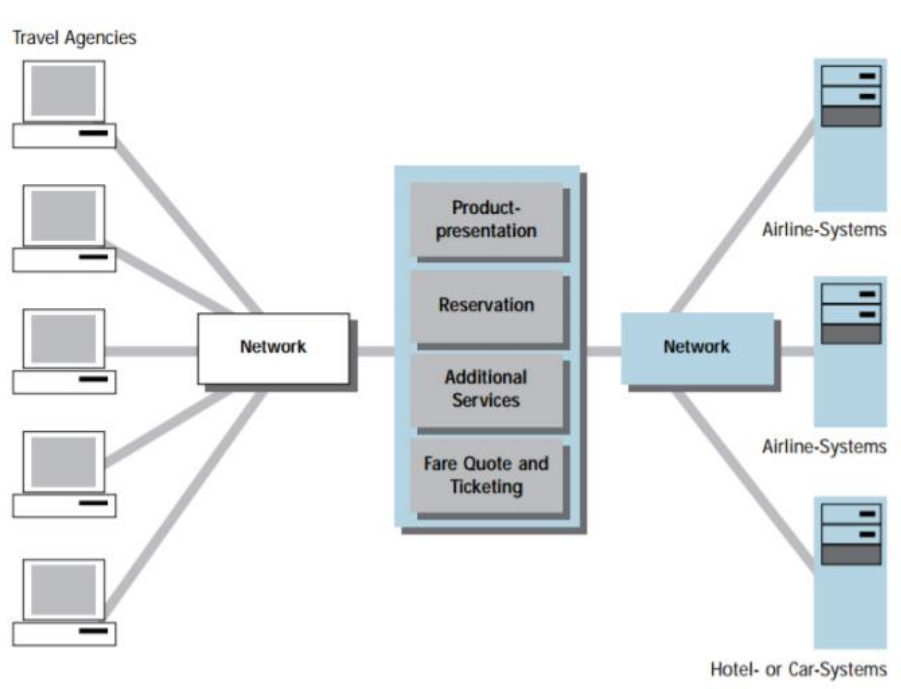 Travel Agencies
Product-
presentation
Airline-Systems
Reservation
Network
Network
Additional
Services
Airline-Systems
Fare Quote and
Ticketing
Hotel- or Car-Systems